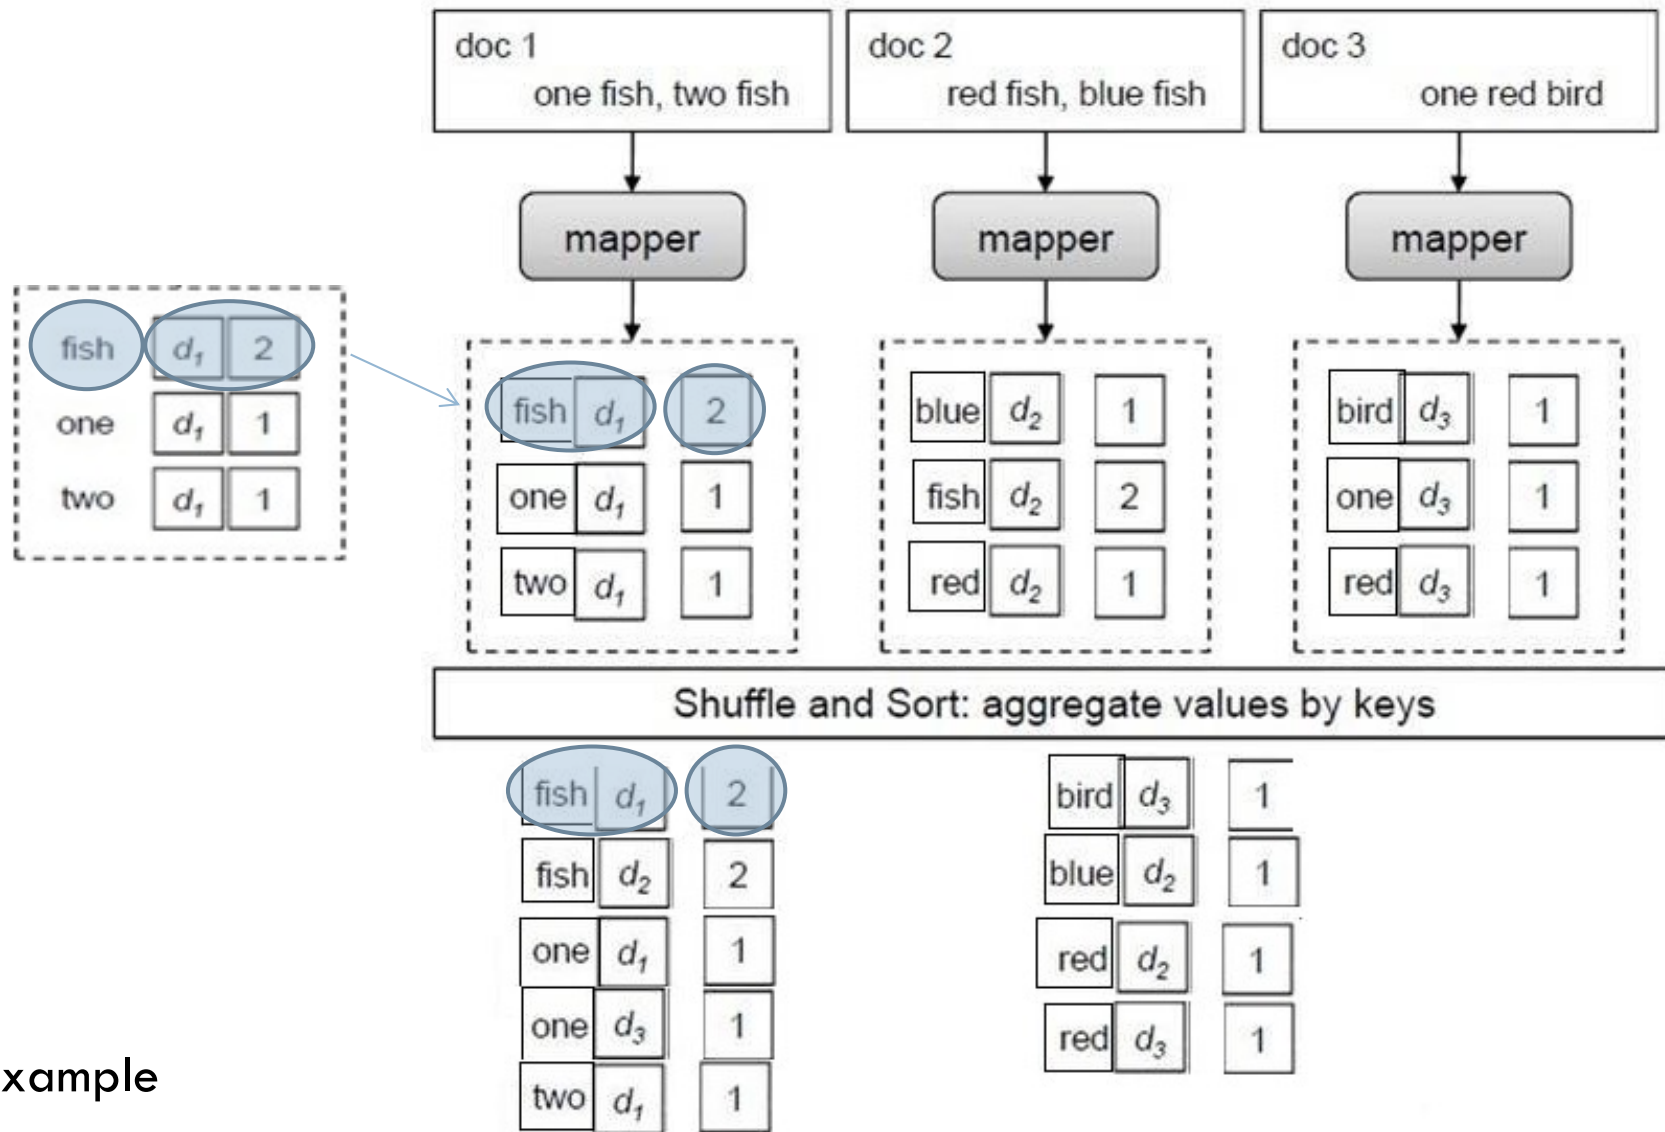 doc 1
one fish, two fish
doc 2
red fish, blue fish
doc 3
one red bird
mapper
mapper
mapper
fish d₁ 2
one d₁ 1
two d₁ 1
fish d₁ 2
one d₁ 1
two d₁ 1
blue d₂ 1
fish d₂ 2
red d₂ 1
bird d₃ 1
one d₃ 1
red d₃ 1
Shuffle and Sort: aggregate values by keys
fish d₁ 2
fish d₂ 2
one d₁ 1
one d₃ 1
two d₁ 1
bird d₃ 1
blue d₂ 1
red d₂ 1
red d₃ 1
xample